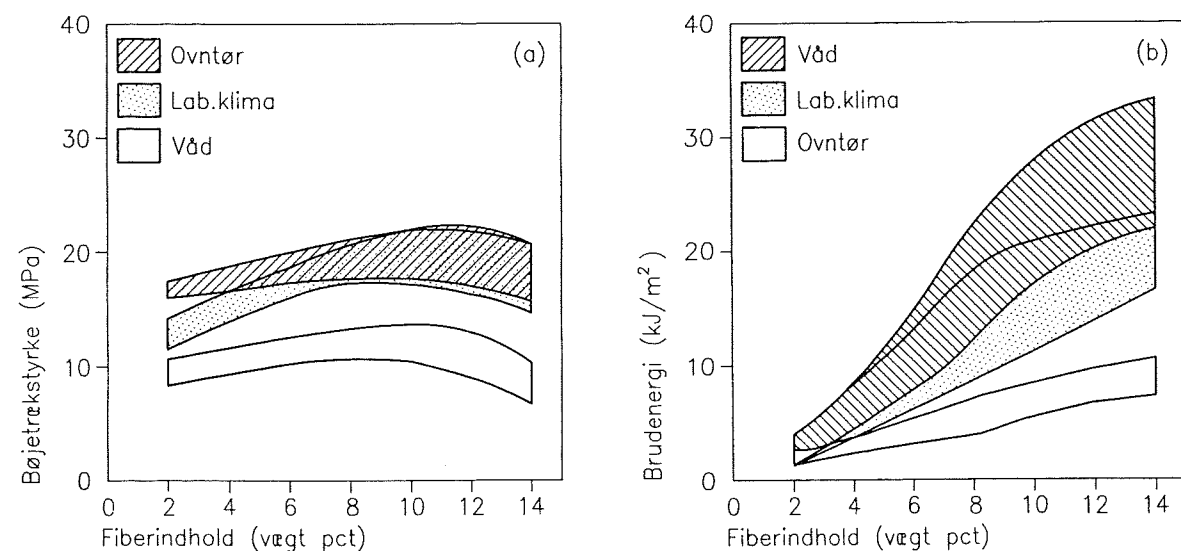 40
30
20
10
0
Bøjetrækstyrke (MPa)
Ovntør
Lab.klima
Våd
(a)
0 2 4 6 8 10 12 14
Fiberindhold (vægt pct)
40
30
20
10
0
Brudenergi (kJ/m²)
Våd
Lab.klima
Ovntør
(b)
0 2 4 6 8 10 12 14
Fiberindhold (vægt pct)